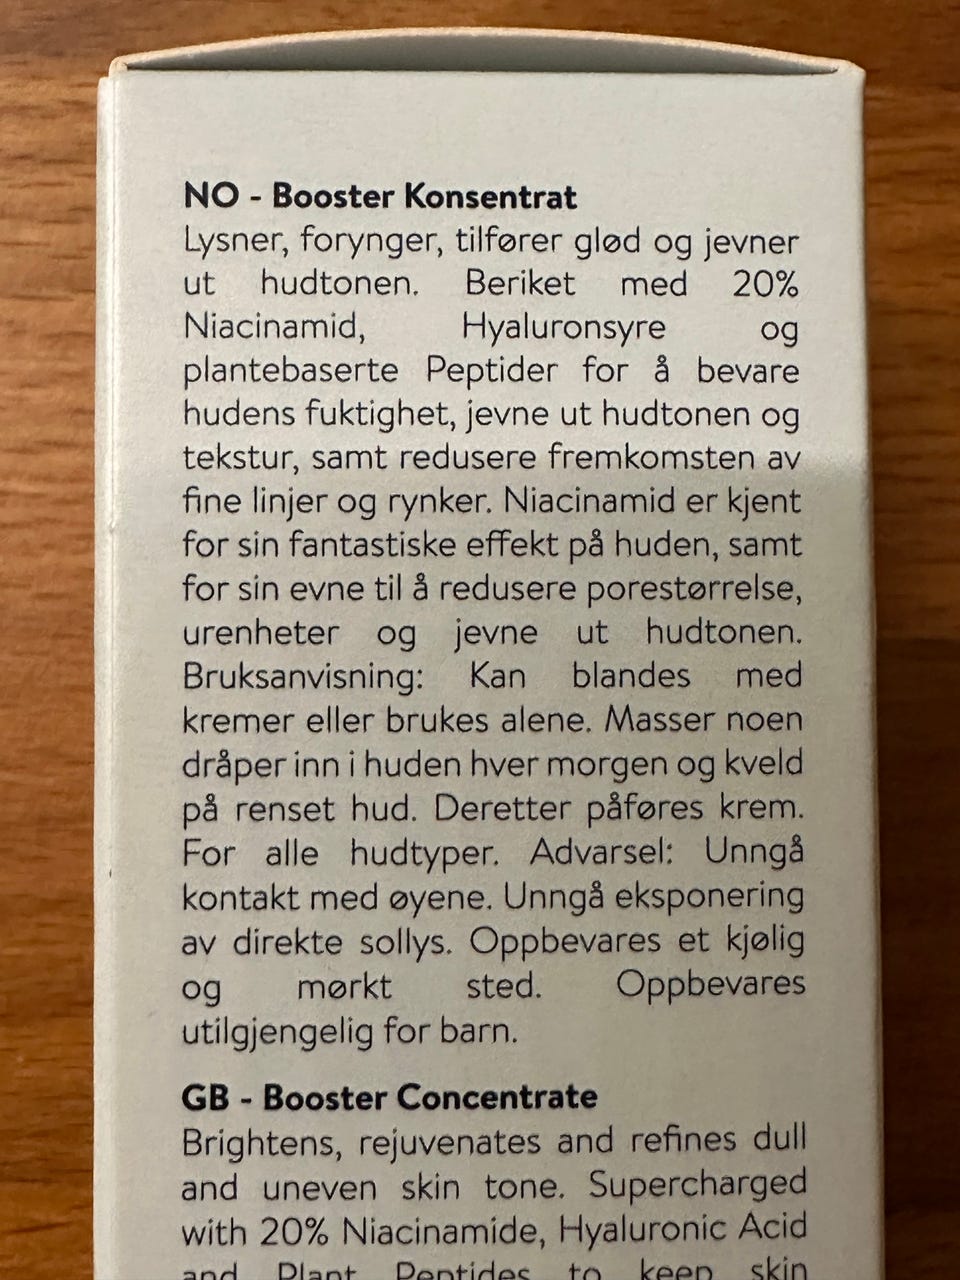 NO - Booster Konsentrat
Lysner, forynger, tilfører glød og jevner
ut hudtonen. Beriket med 20%
Niacinamid, Hyaluronsyre og
plantebaserte Peptider for å bevare
hudens fuktighet, jevne ut hudtonen og
tekstur, samt redusere fremkomsten av
fine linjer og rynker. Niacinamid er kjent
for sin fantastiske effekt på huden, samt
for sin evne til å redusere porestørrelse,
urenheter og jevne ut hudtonen.
Bruksanvisning: Kan blandes med
kremer eller brukes alene. Masser noen
dråper inn i huden hver morgen og kveld
på renset hud. Deretter påføres krem.
For alle hudtyper. Advarsel: Unngå
kontakt med øyene. Unngå eksponering
av direkte sollys. Oppbevares et kjølig
og mørkt sted. Oppbevares
utilgjengelig for barn.
GB - Booster Concentrate
Brightens, rejuvenates and refines dull
and uneven skin tone. Supercharged
with 20% Niacinamide, Hyaluronic Acid
and Plant Peptides to keep skin